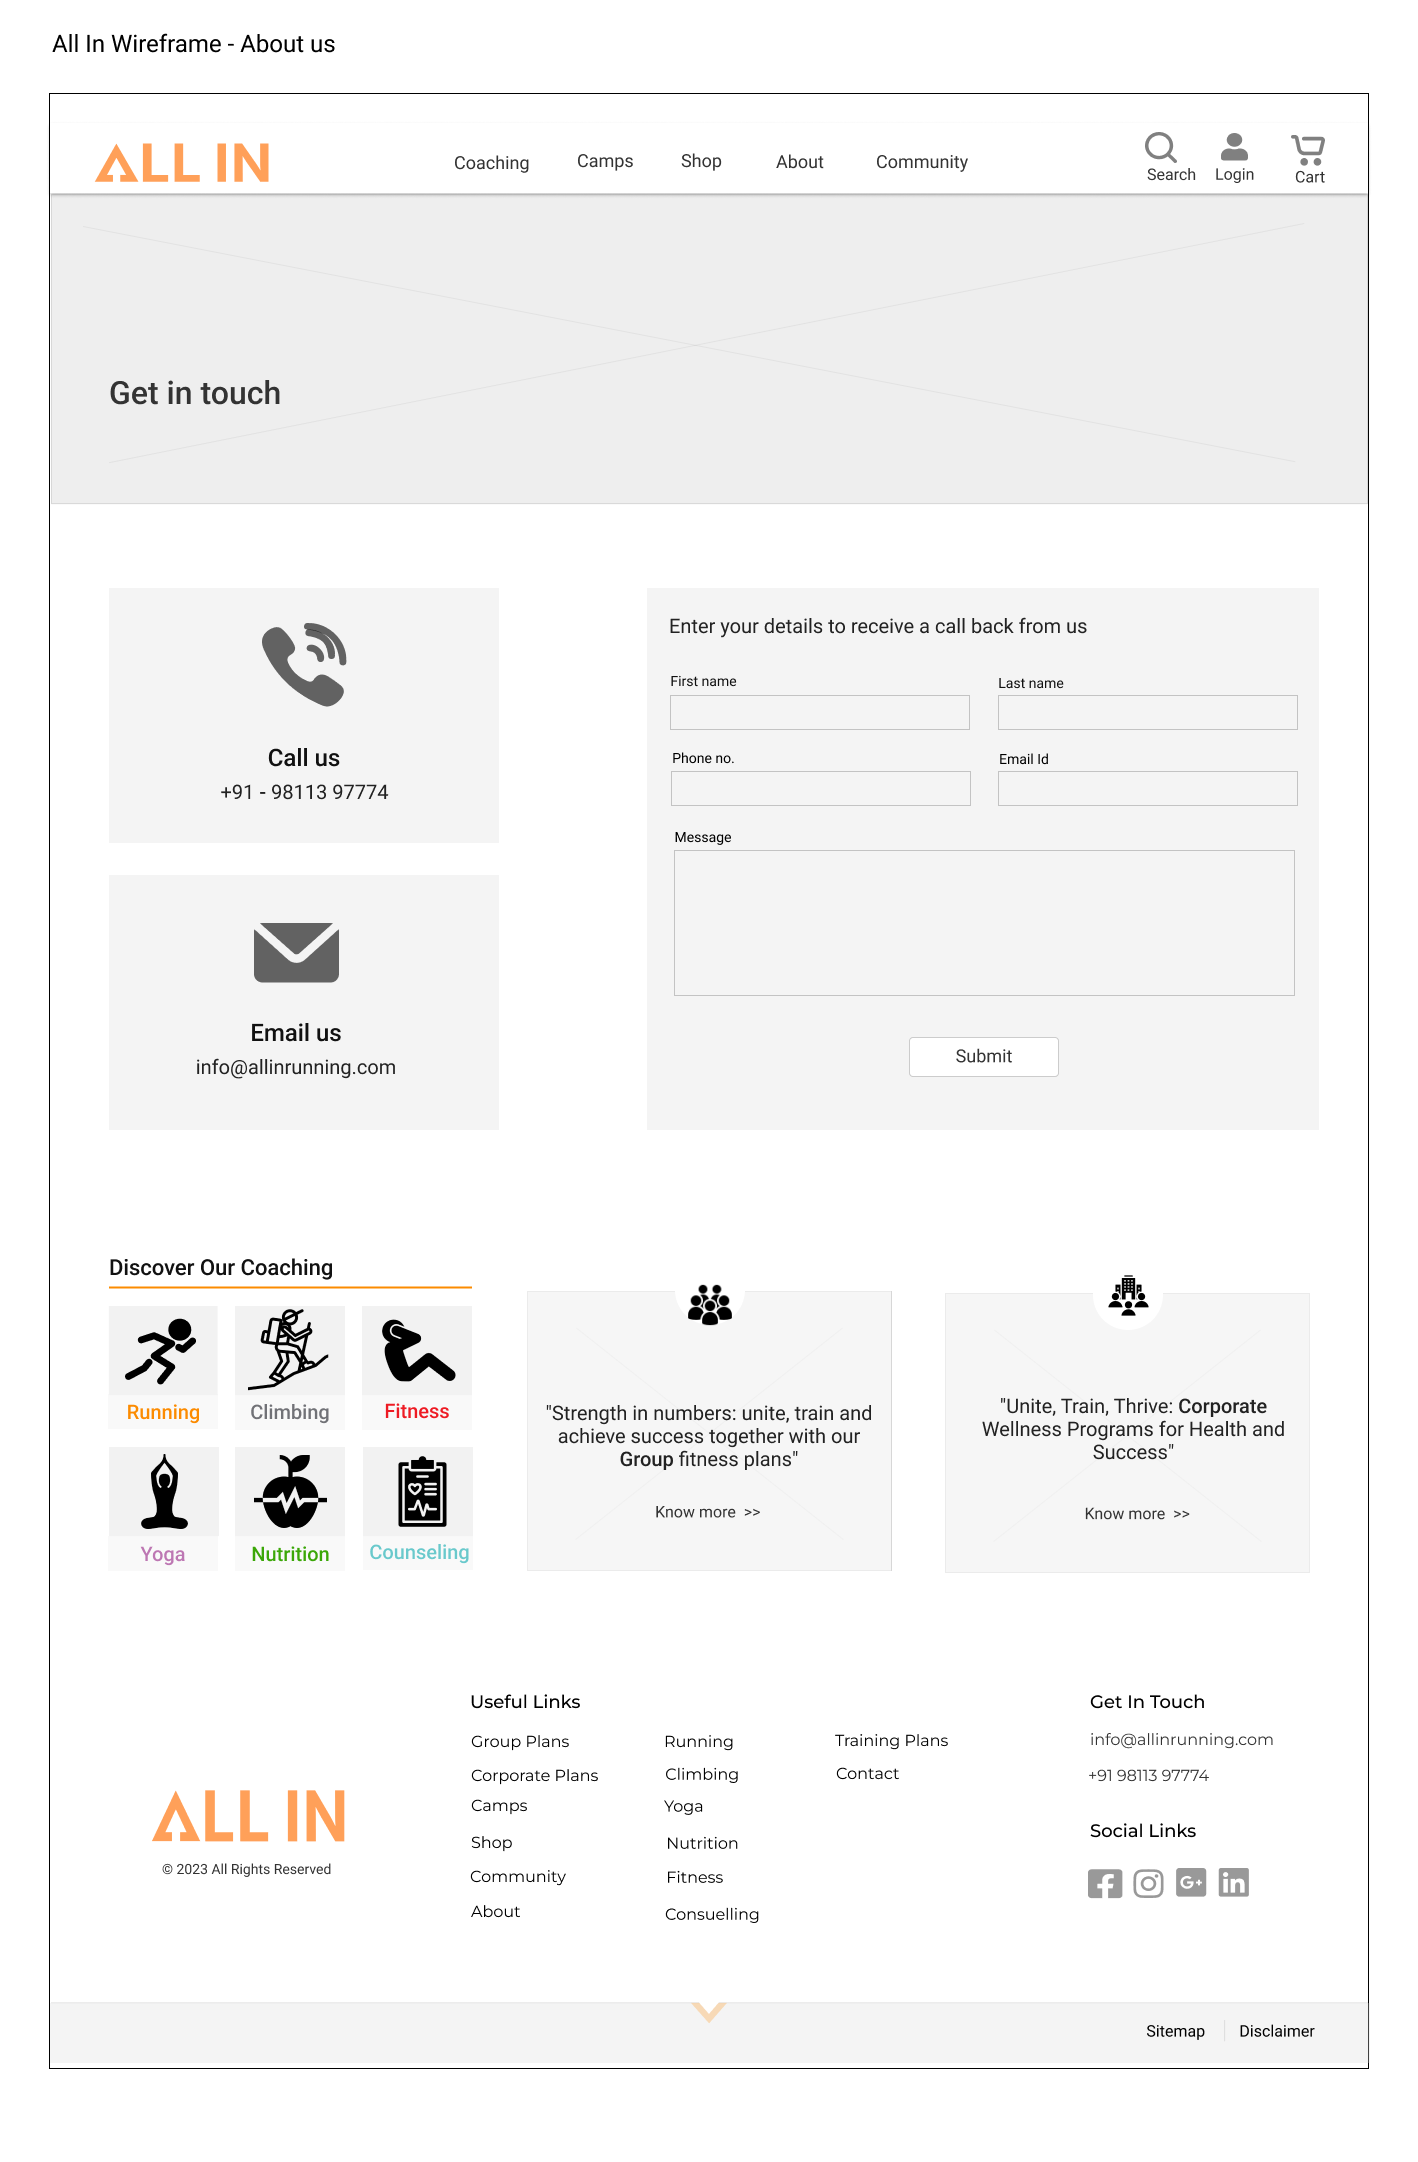 All In Wireframe - About us
ALL IN
Coaching
Camps
Shop
About
Community
Search
Login
Cart
Get in touch
Call us
+91 - 98113 97774
Email us
info@allinrunning.com
Enter your details to receive a call back from us
First name
Last name
Phone no.
Email Id
Message
Submit
Discover Our Coaching
Running
Climbing
Fitness
Yoga
Nutrition
Counseling
"Strength in numbers: unite, train and
achieve success together with our
Group fitness plans"
Know more >>
"Unite, Train, Thrive: Corporate
Wellness Programs for Health and
Success"
Know more >>
ALL IN
© 2023 All Rights Reserved
Useful Links
Group Plans
Corporate Plans
Camps
Shop
Community
About
Running
Climbing
Yoga
Nutrition
Fitness
Consuelling
Training Plans
Contact
Get In Touch
info@allinrunning.com
+91 98113 97774
Social Links
f
G+
in
Sitemap
Disclaimer